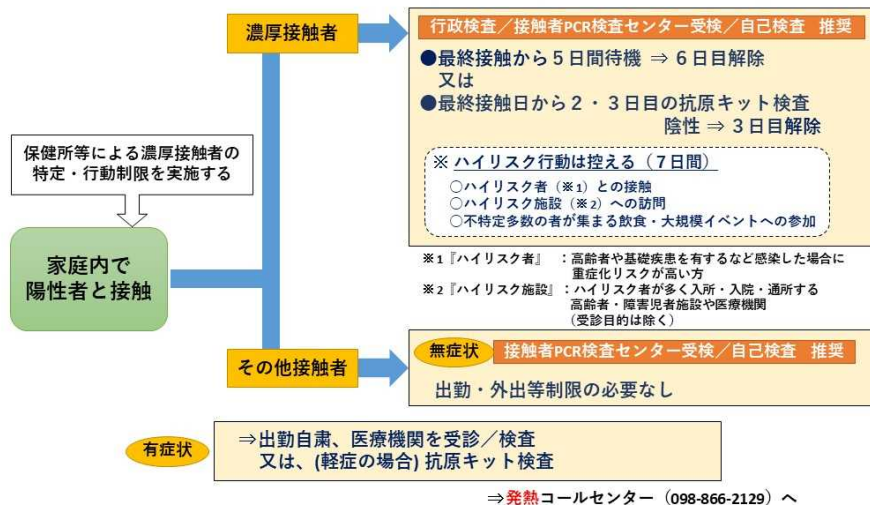 濃厚接触者
行政検査／接触者PCR検査センター受検／自己検査　推奨
●最終接触から５日間待機 ⇒ ６日目解除
又は
●最終接触日から２・３日目の抗原キット検査
陰性 ⇒ ３日目解除
※ ハイリスク行動は控える（７日間）
○ハイリスク者（※1）との接触
○ハイリスク施設（※2）への訪問
○不特定多数の者が集まる飲食・大規模イベントへの参加
保健所等による濃厚接触者の
特定・行動制限を実施する
家庭内で
陽性者と接触
※1『ハイリスク者』　：高齢者や基礎疾患を有するなど感染した場合に
重症化リスクが高い方
※2『ハイリスク施設』：ハイリスク者が多く入所・入院・通所する
高齢者・障害児者施設や医療機関
（受診目的は除く）
その他接触者
無症状
接触者PCR検査センター受検／自己検査　推奨
出勤・外出等制限の必要なし
有症状
⇒出勤自粛、医療機関を受診／検査
又は、(軽症の場合) 抗原キット検査
⇒発熱コールセンター（098-866-2129）へ